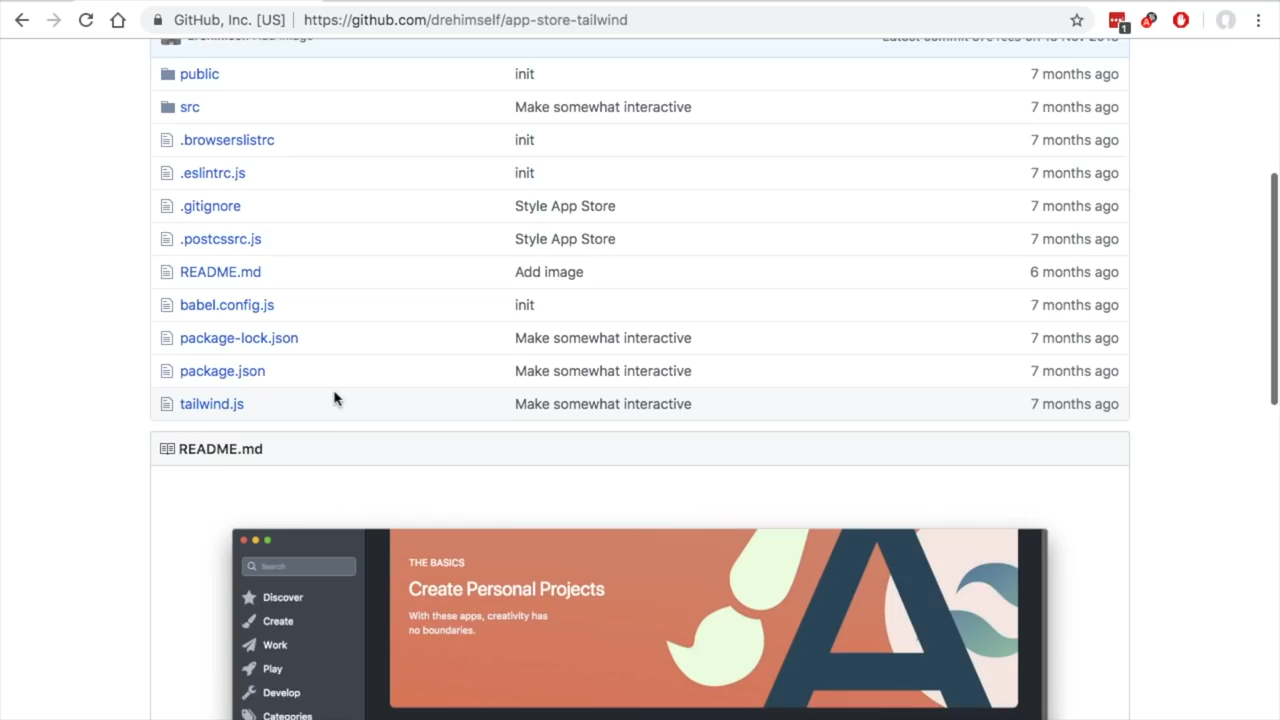 GitHub, Inc. [US] https://github.com/drehimself/app-store-tailwind
1
public init 7 months ago
src Make somewhat interactive 7 months ago
.browserslistrc init 7 months ago
.eslintrc.js init 7 months ago
.gitignore Style App Store 7 months ago
.postcssrc.js Style App Store 7 months ago
README.md Add image 6 months ago
babel.config.js init 7 months ago
package-lock.json Make somewhat interactive 7 months ago
package.json Make somewhat interactive 7 months ago
tailwind.js Make somewhat interactive 7 months ago
README.md
Search
Discover
Create
Work
Play
Develop
Categories
THE BASICS
Create Personal Projects
With these apps, creativity has
no boundaries.